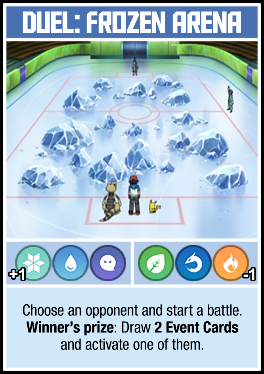 DUEL: FROZEN ARENA
+1
-1
Choose an opponent and start a battle.
Winner's prize: Draw 2 Event Cards
and activate one of them.